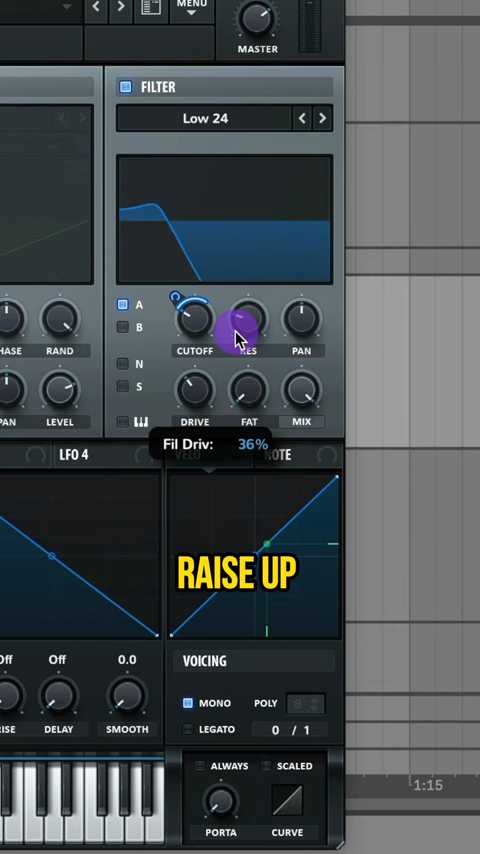 MENU
MASTER
FILTER
Low 24
A
B
N
S
HASE
RAND
CUTOFF
RES
PAN
PAN
LEVEL
DRIVE
FAT
MIX
Fil Driv: 36%
LFO 4
VELO
NOTE
RAISE UP
Off
Off
0.0
RISE
DELAY
SMOOTH
VOICING
MONO
POLY
LEGATO
0 / 1
ALWAYS
SCALED
PORTA
CURVE
1:15